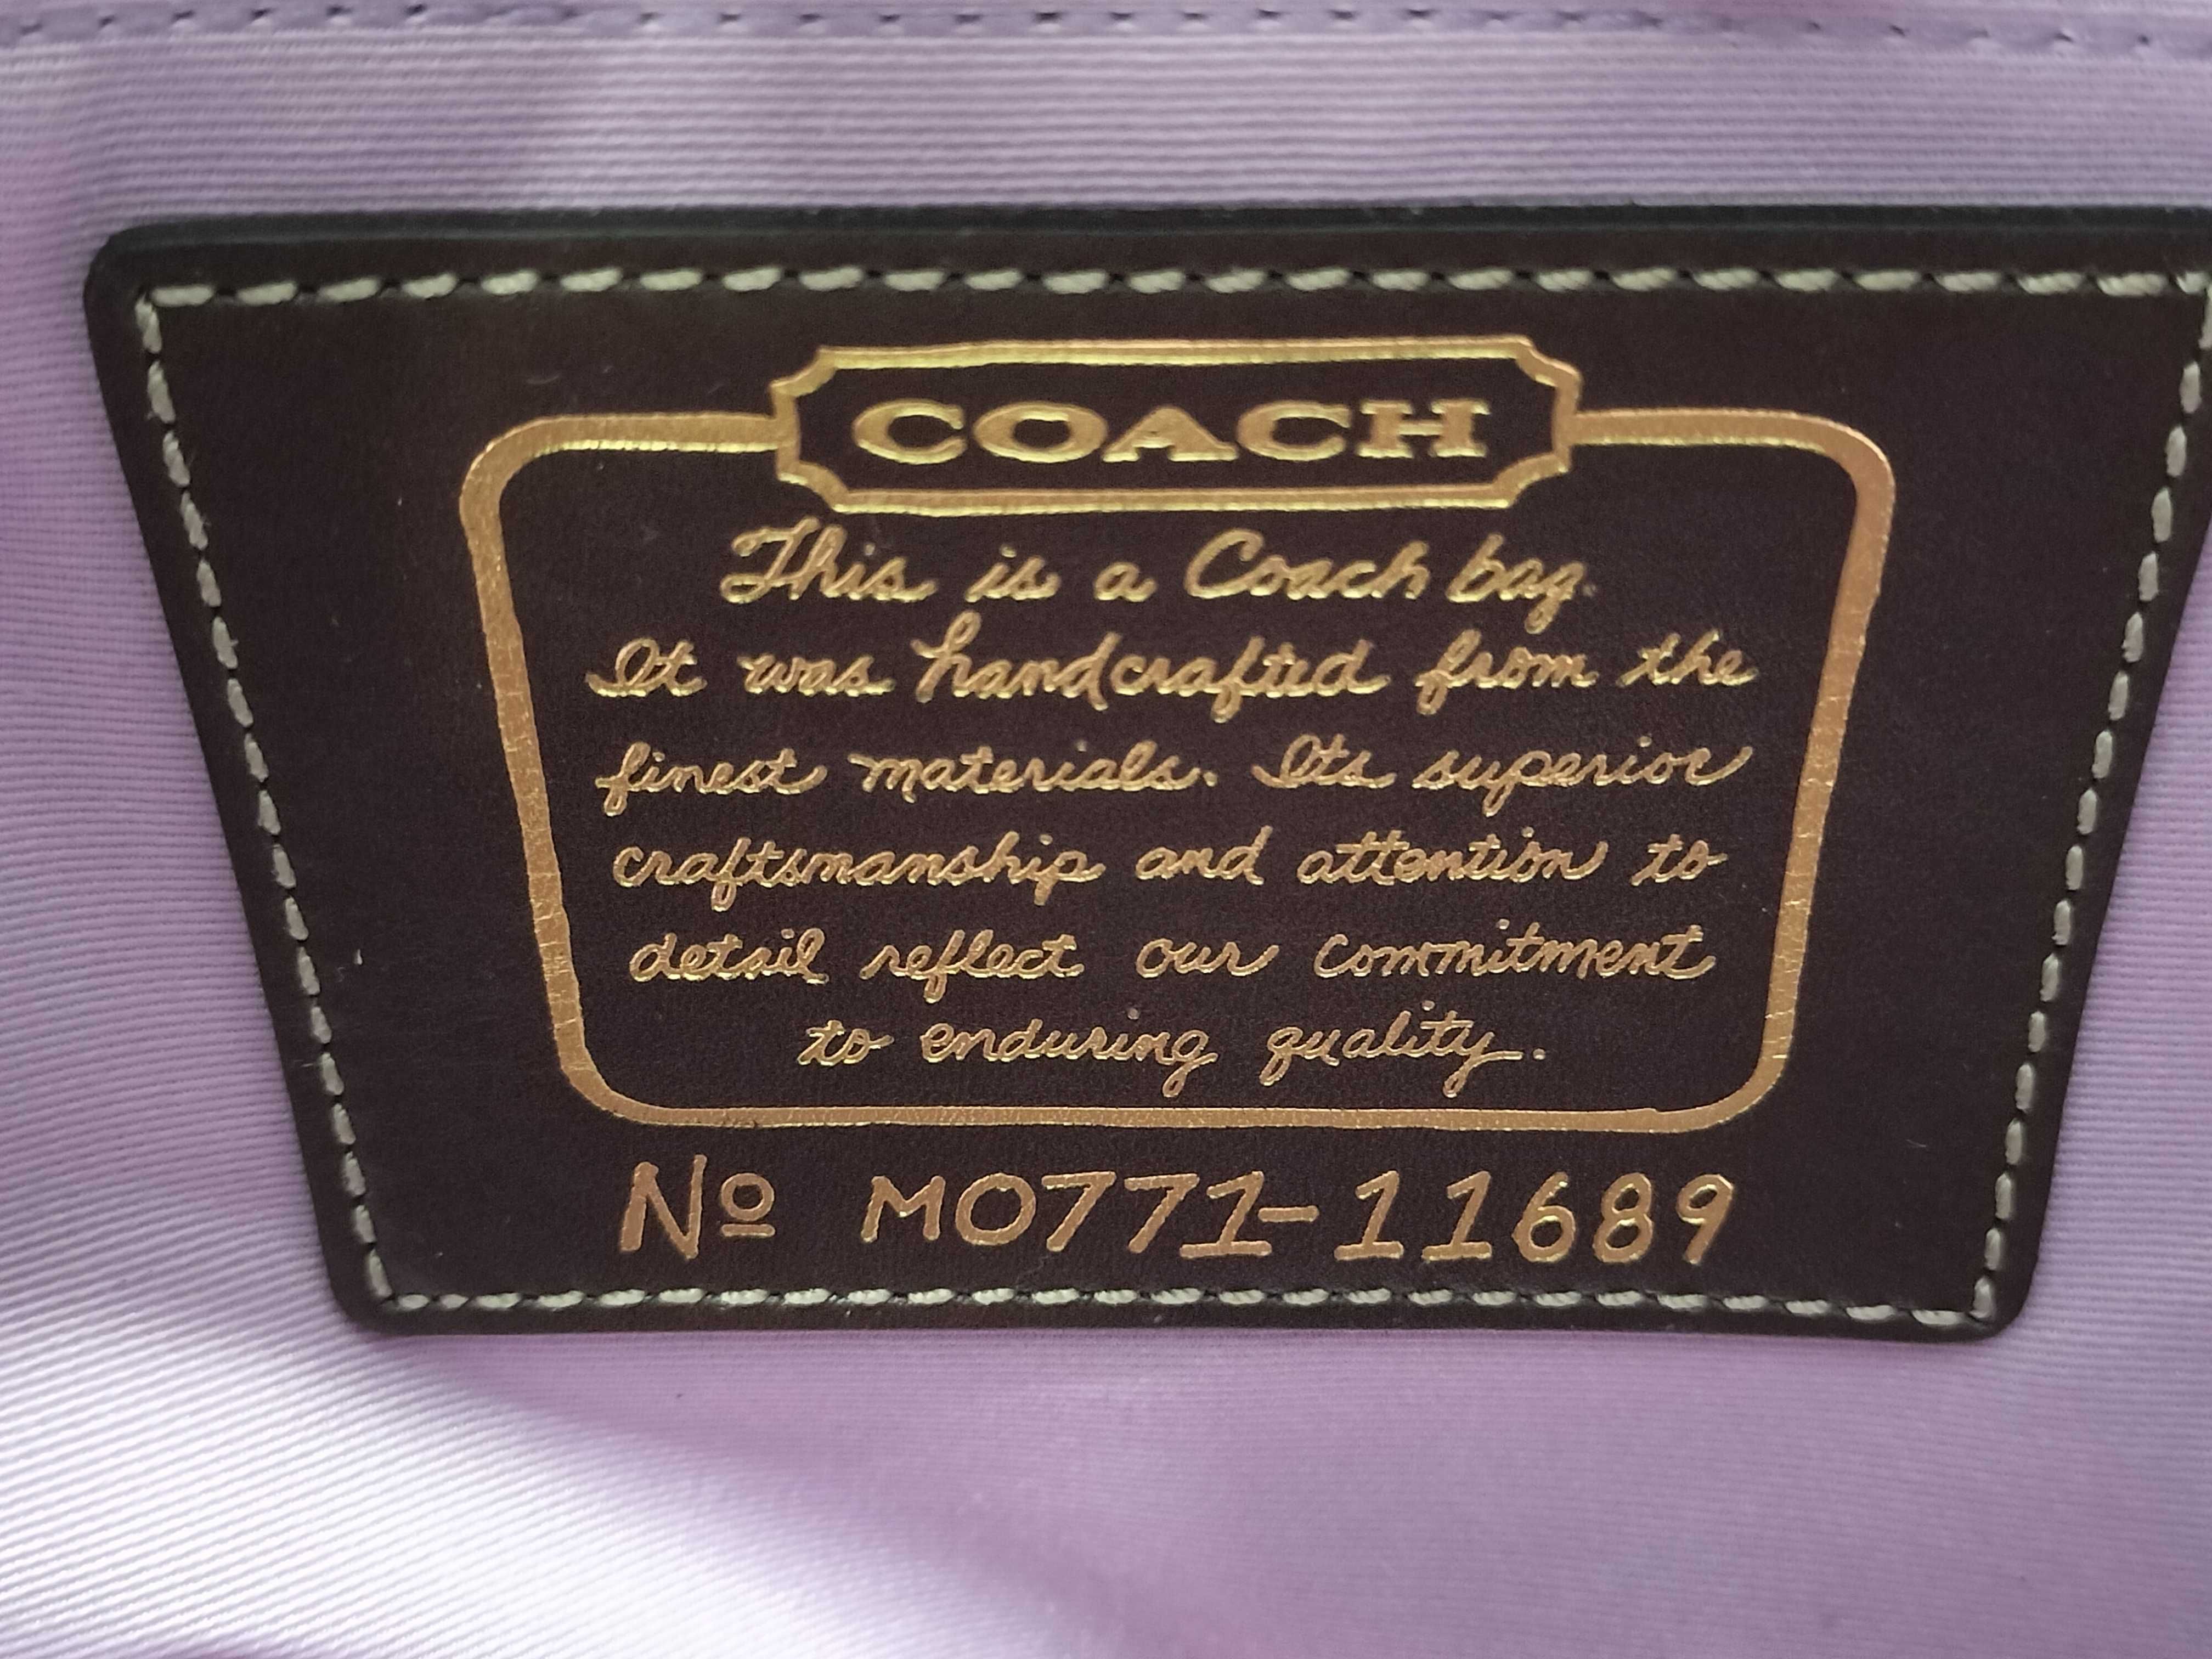 COACH
This is a Coach bag.
It was handcrafted from the
finest materials. Its superior
craftsmanship and attention to
detail reflect our commitment
to enduring quality.
Nº M0771-11689